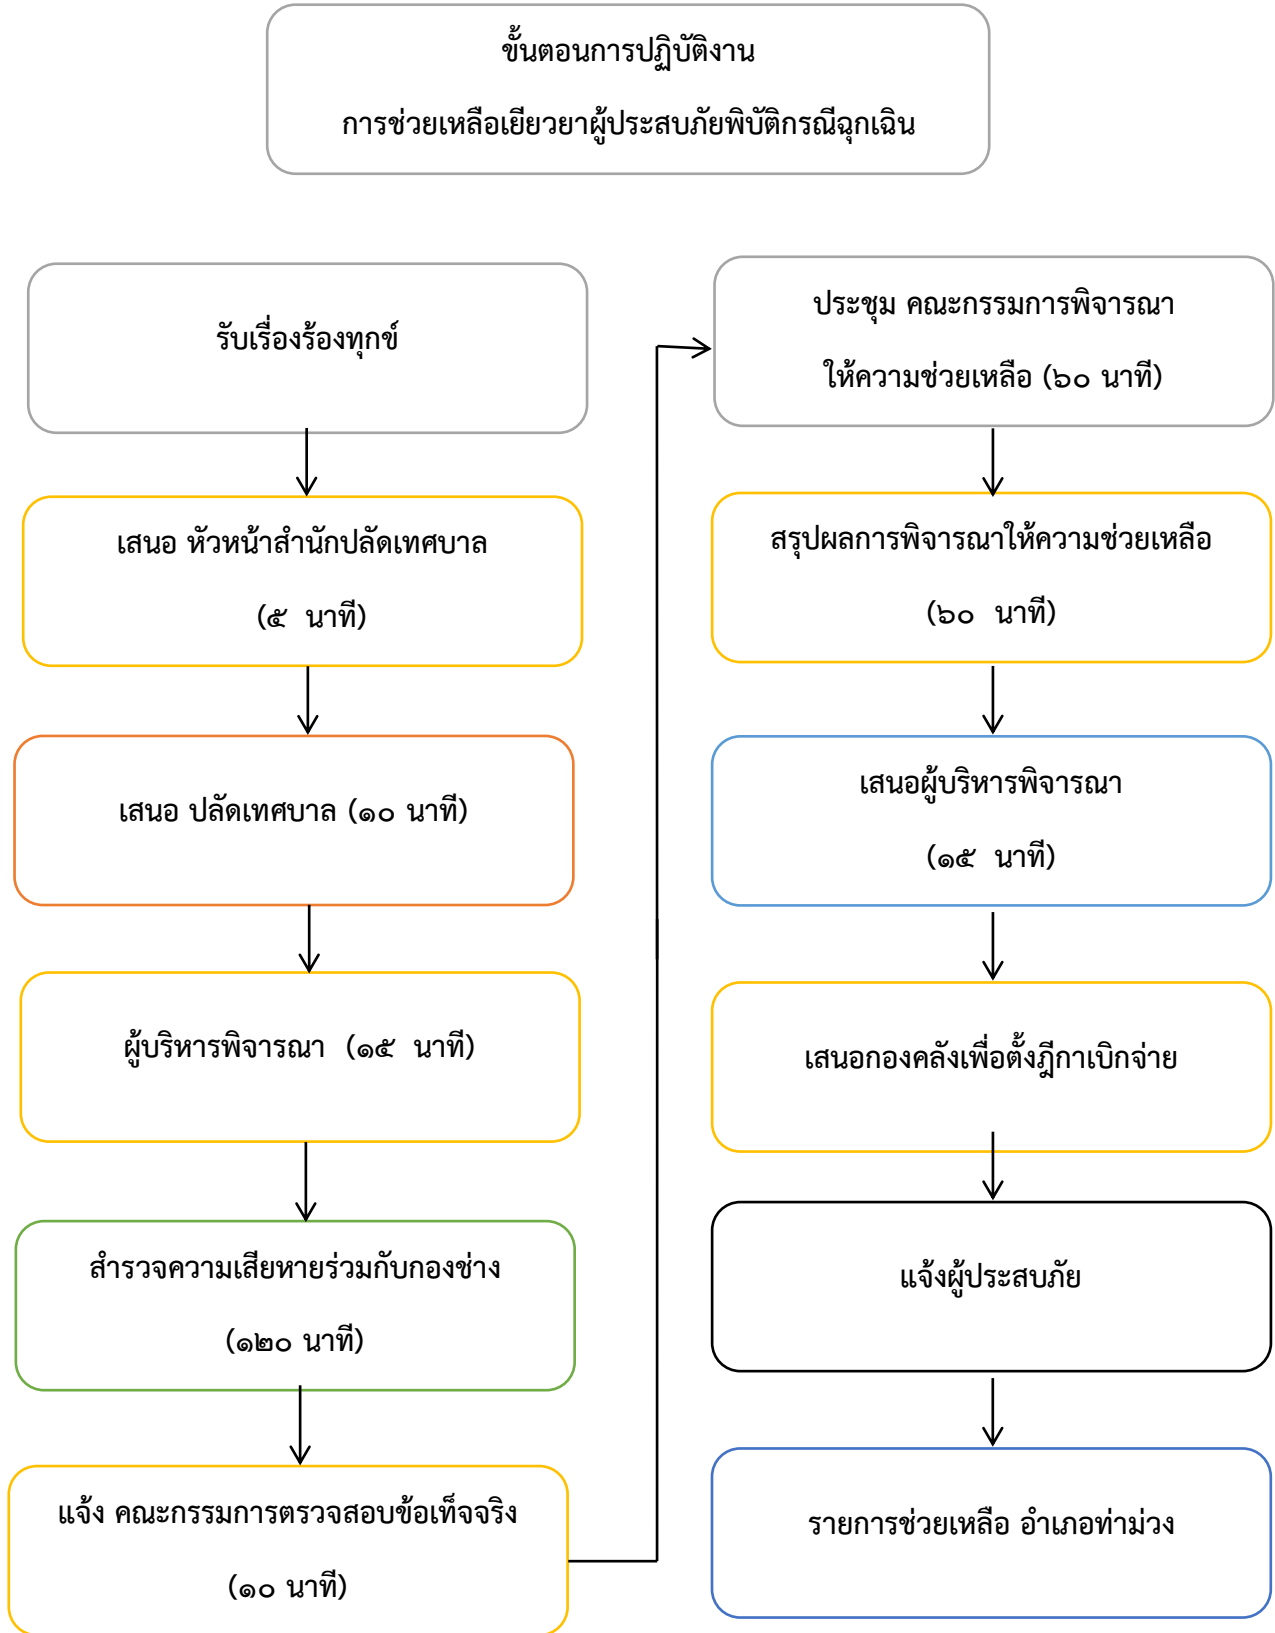 ขั้นตอนการปฏิบัติงาน
การช่วยเหลือเยียวยาผู้ประสบภัยพิบัติกรณีฉุกเฉิน
รับเรื่องร้องทุกข์
เสนอ หัวหน้าสำนักปลัดเทศบาล
(๕ นาที)
เสนอ ปลัดเทศบาล (๑๐ นาที)
ผู้บริหารพิจารณา (๑๕ นาที)
สำรวจความเสียหายร่วมกับกองช่าง
(๑๒๐ นาที)
แจ้ง คณะกรรมการตรวจสอบข้อเท็จจริง
(๑๐ นาที)
ประชุม คณะกรรมการพิจารณา
ให้ความช่วยเหลือ (๖๐ นาที)
สรุปผลการพิจารณาให้ความช่วยเหลือ
(๖๐ นาที)
เสนอผู้บริหารพิจารณา
(๑๕ นาที)
เสนอกองคลังเพื่อตั้งฎีกาเบิกจ่าย
แจ้งผู้ประสบภัย
รายการช่วยเหลือ อำเภอท่าม่วง